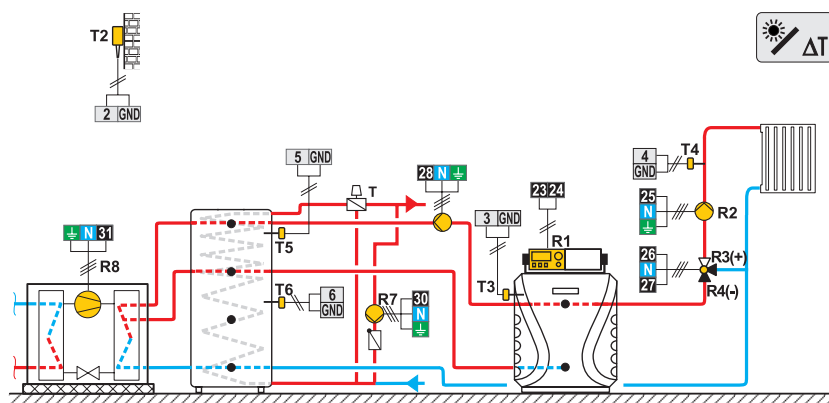 T2
2 GND
ΔT
5 GND
T
28 N
4
GND
T4
T5
3 GND
23 24
25
N
R2
N 31
R8
R1
T6
6
GND
R7
30
N
T3
26
N
27
R3(+)
R4(-)